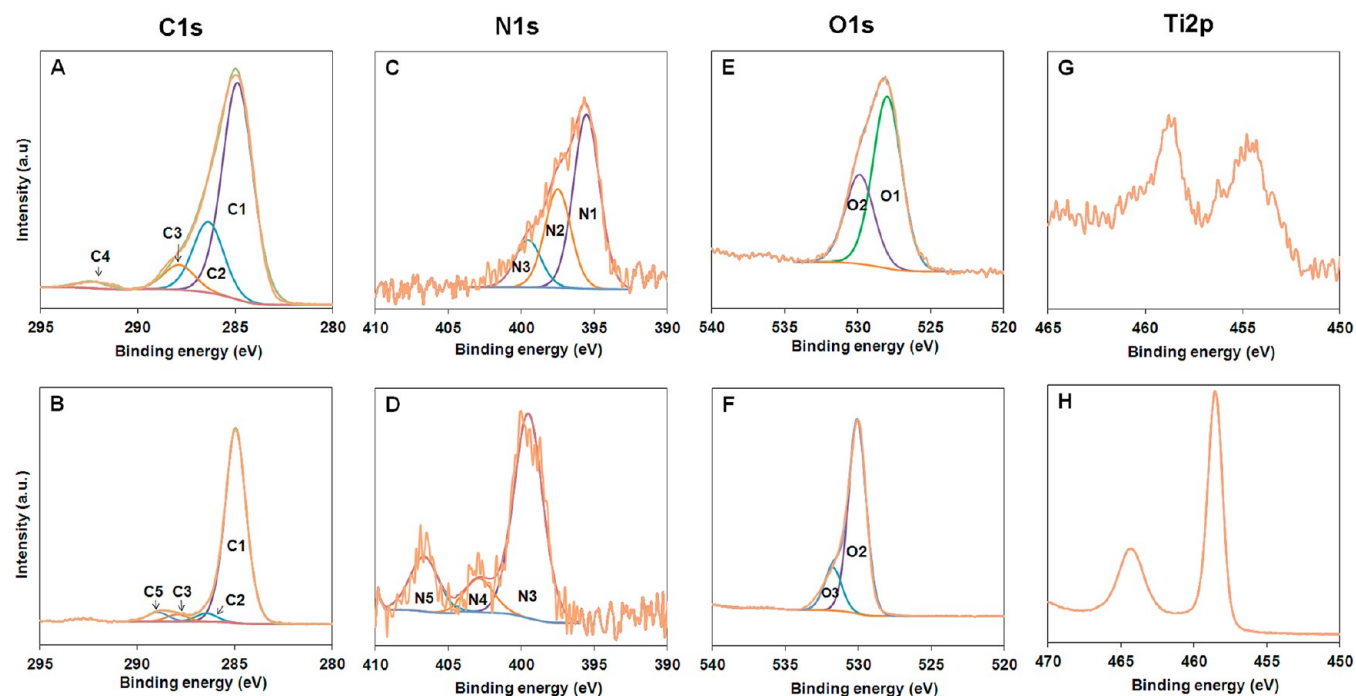 C1s N1s O1s Ti2p
A C E G
Intensity (a.u)
C1
C2
C3
C4
N1
N2
N3
O1
O2
295 290 285 280
410 405 400 395 390
540 535 530 525 520
465 460 455 450
Binding energy (eV) Binding energy (eV) Binding energy (eV) Binding energy (eV)
B D F H
Intensity (a.u.)
C5 C3
C1
C2
N5 N4 N3
O2
O3
295 290 285 280
410 405 400 395 390
540 535 530 525 520
470 465 460 455 450
Binding energy (eV) Binding energy (eV) Binding energy (eV) Binding energy (eV)